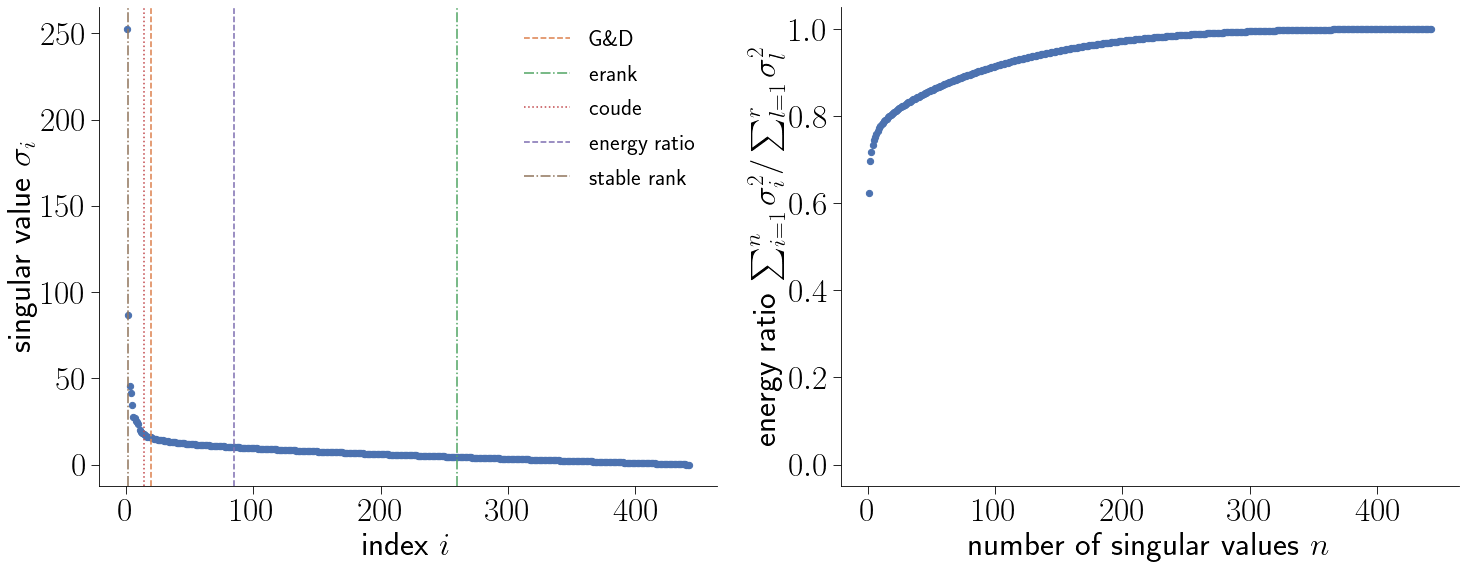 250
200
150
100
50
0
singular value σ_i
0 100 200 300 400
index i
G&D
erank
coude
energy ratio
stable rank
1.0
0.8
0.6
0.4
0.2
0.0
energy ratio ∑_{i=1}^{n} σ_i^2 / ∑_{l=1}^{r} σ_l^2
0 100 200 300 400
number of singular values n